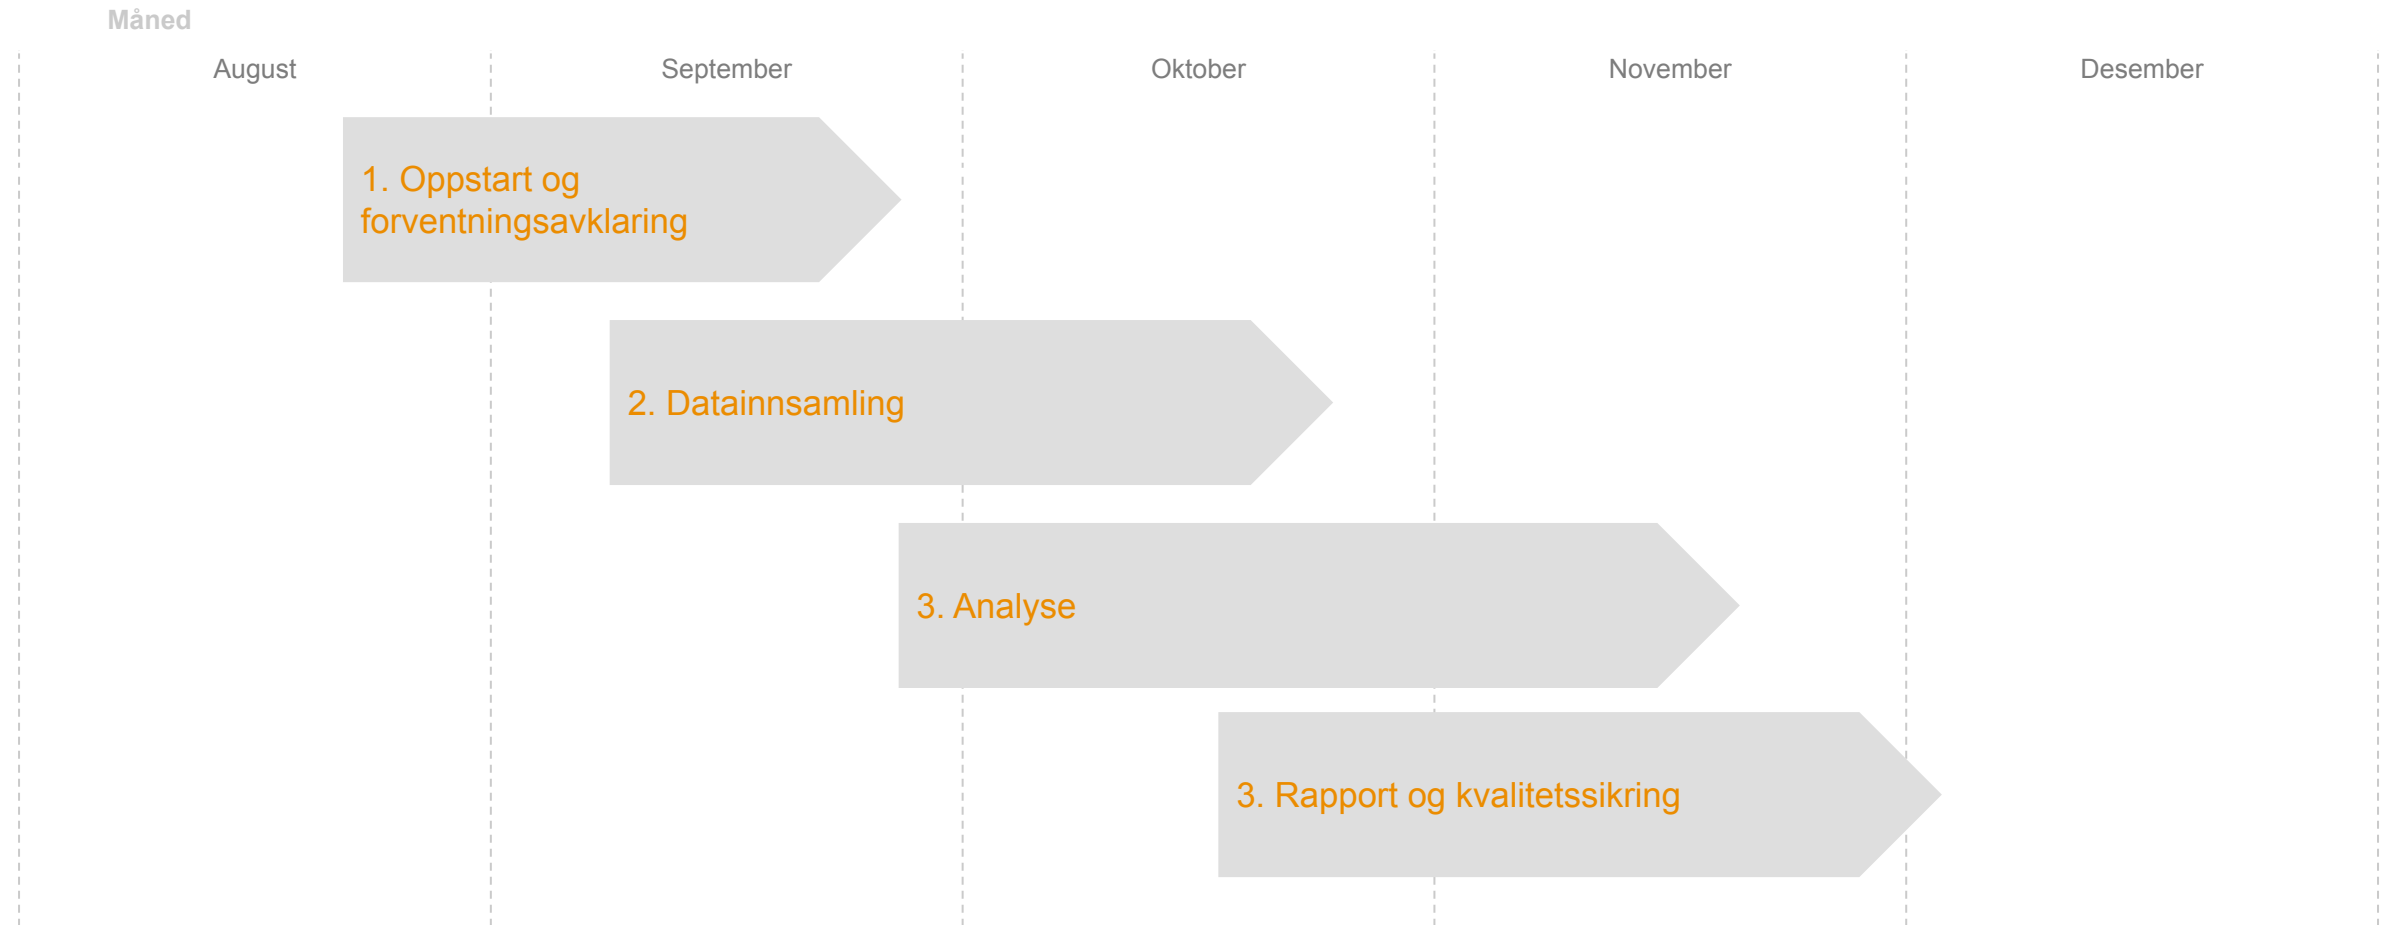 Måned
August
September
Oktober
November
Desember
1. Oppstart og
forventningsavklaring
2. Datainnsamling
3. Analyse
3. Rapport og kvalitetssikring